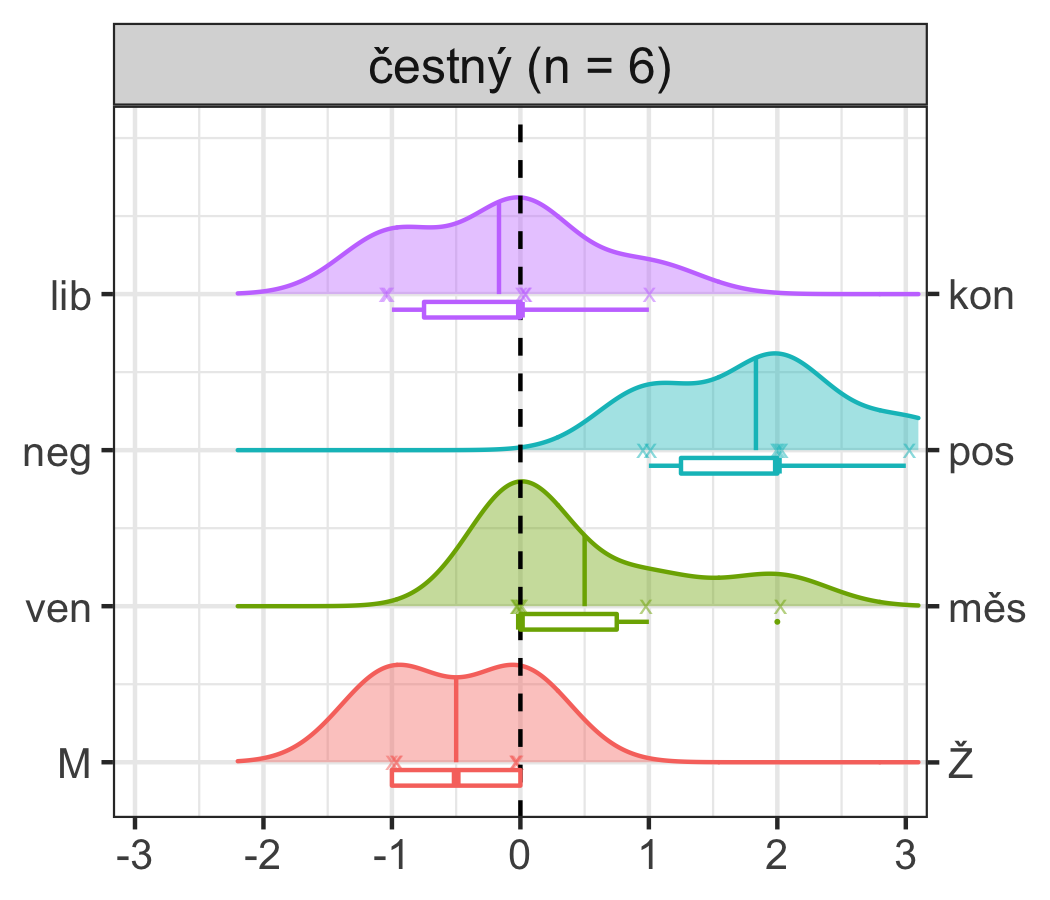 čestný (n = 6)
lib kon
neg pos
ven měs
M Ž
-3 -2 -1 0 1 2 3